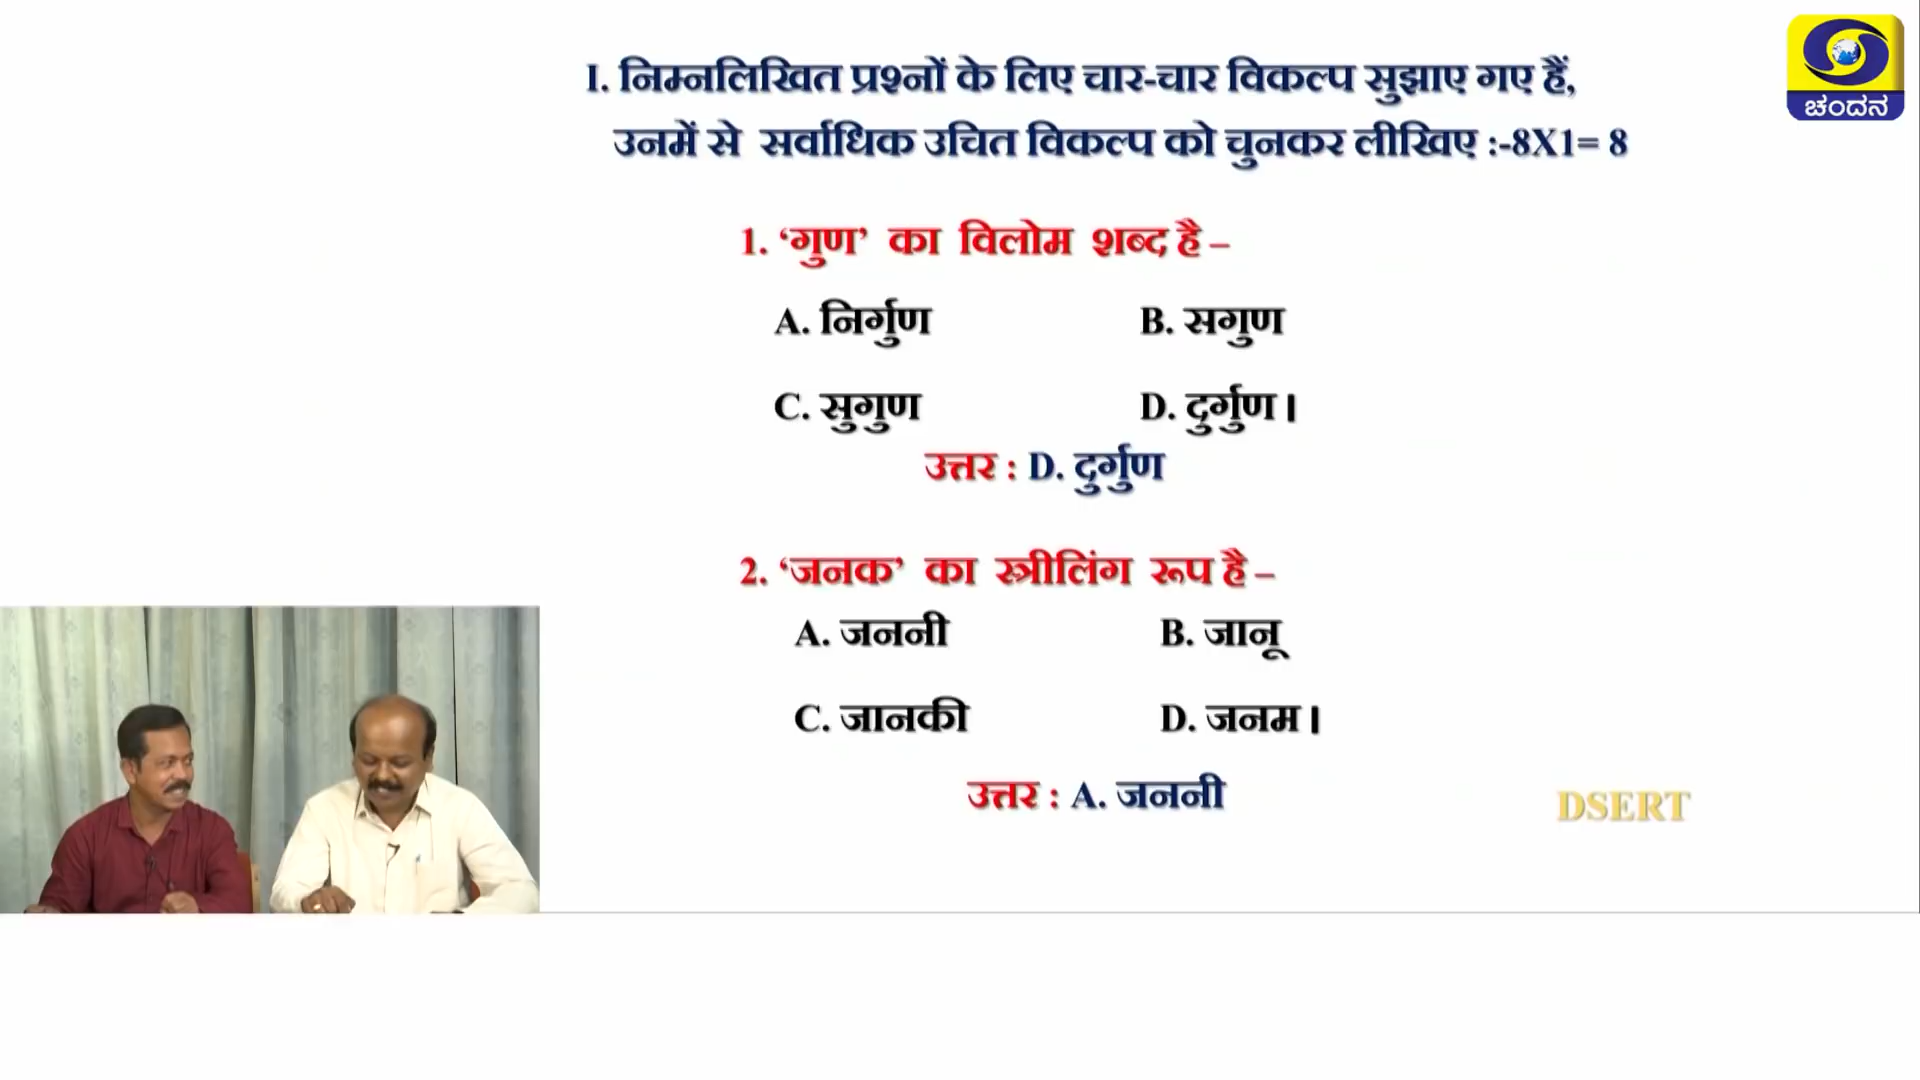 I. निम्नलिखित प्रश्नों के लिए चार-चार विकल्प सुझाए गए हैं,
उनमें से सर्वाधिक उचित विकल्प को चुनकर लीखिए :-8X1= 8
ಚಂದನ
1. ‘गुण’ का विलोम शब्द है –
A. निर्गुण B. सगुण
C. सुगुण D. दुर्गुण।
उत्तर : D. दुर्गुण
2. ‘जनक’ का स्त्रीलिंग रूप है –
A. जननी B. जानू
C. जानकी D. जनम।
उत्तर : A. जननी
DSERT